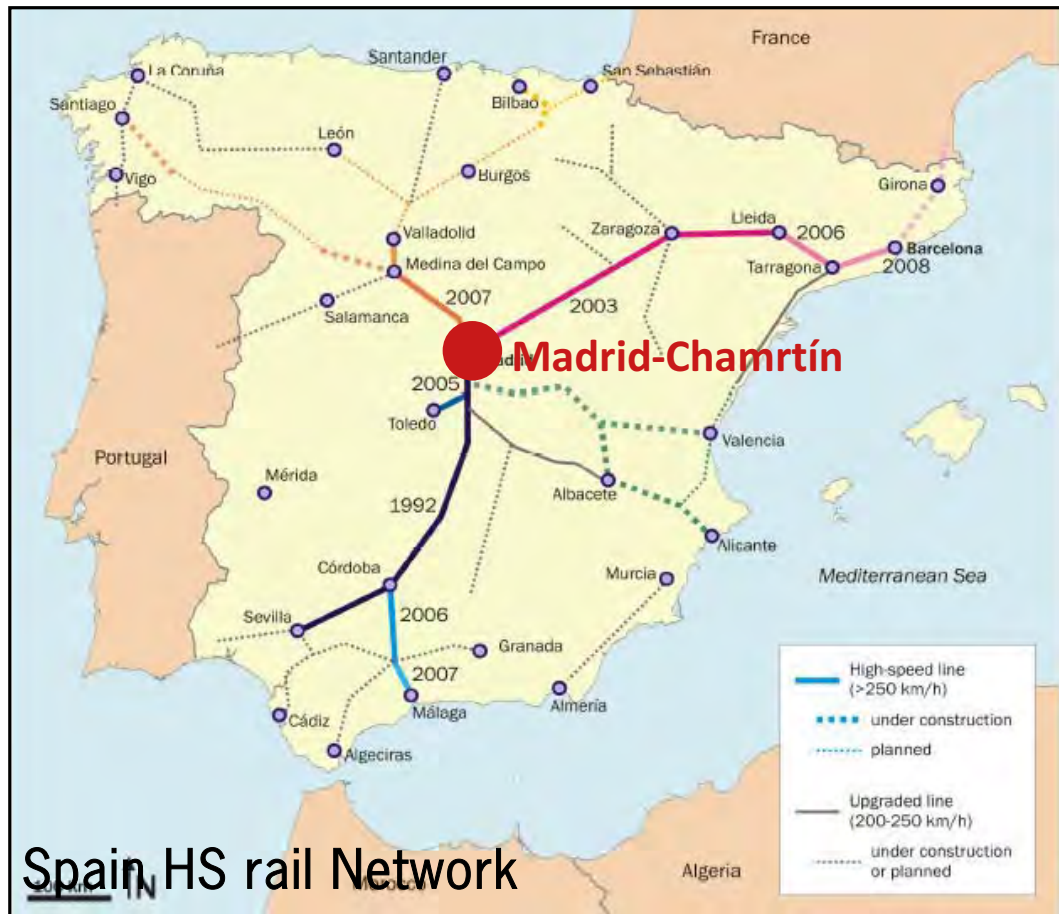 France
Santander
La Coruña
San Sebastián
Bilbao
Santiago
León
Burgos
Vigo
Girona
Lleida
Zaragoza
2006
Valladolid
Barcelona
Tarragona
2008
Medina del Campo
2007
2003
Salamanca
Madrid-Chamrtín
2005
Toledo
Valencia
Portugal
Mérida
Albacete
1992
Alicante
Córdoba
Murcia
Mediterranean Sea
Sevilla
2006
Granada
2007
Málaga
Almería
Cádiz
Algeciras
High-speed line
(>250 km/h)
under construction
planned
Upgraded line
(200-250 km/h)
under construction
or planned
Spain HS rail Network
N
Algeria